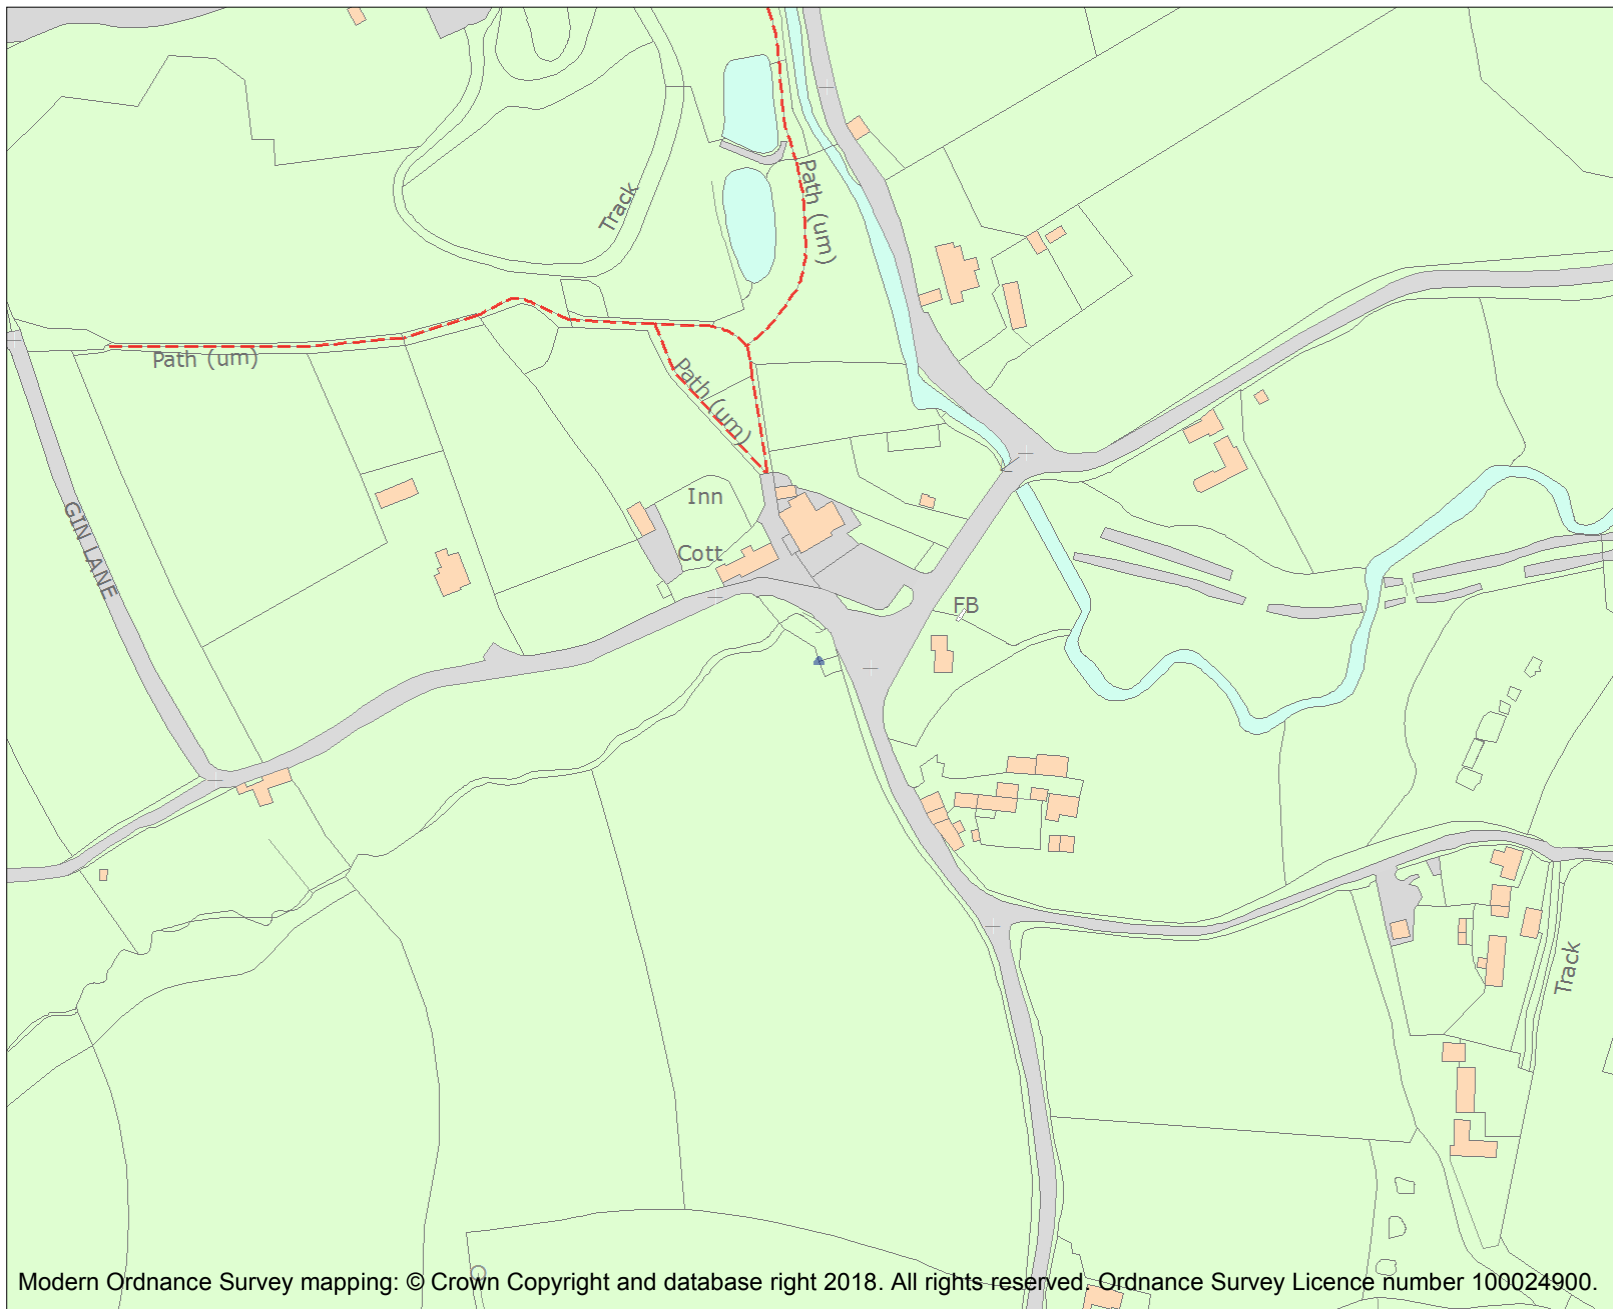 Track
Path (um)
Path (um)
Path (um)
GIN LANE
Inn
Cott
FB
Track
Modern Ordnance Survey mapping: © Crown Copyright and database right 2018. All rights reserved. Ordnance Survey Licence number 100024900.